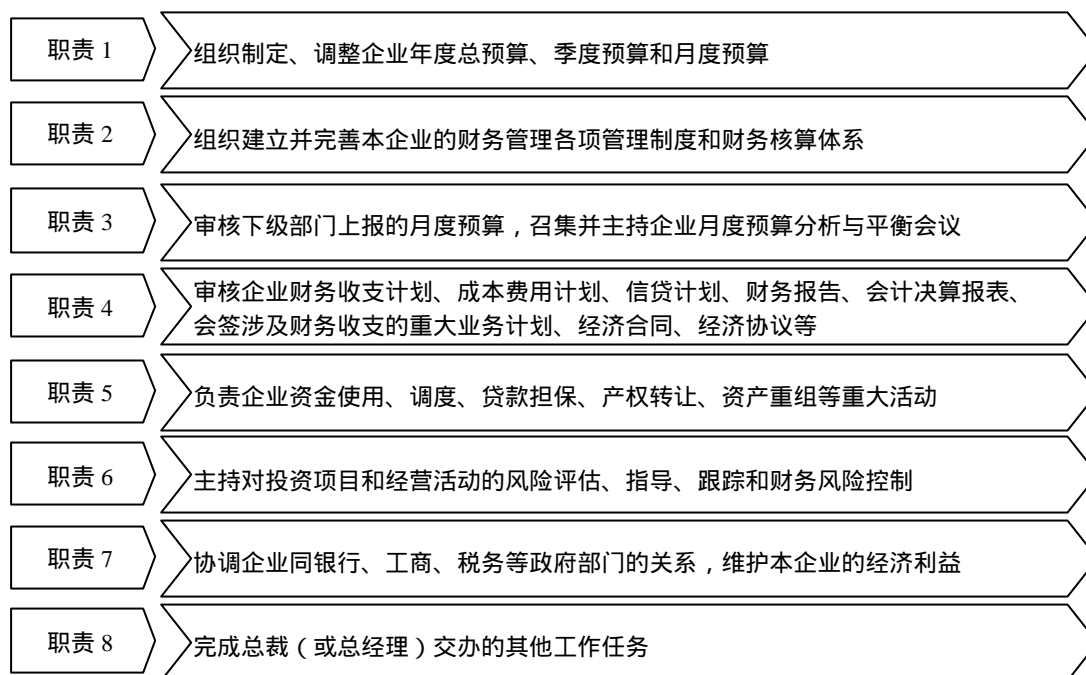 职责 1
组织制定、调整企业年度总预算、季度预算和月度预算
职责 2
组织建立并完善本企业的财务管理各项管理制度和财务核算体系
职责 3
审核下级部门上报的月度预算，召集并主持企业月度预算分析与平衡会议
职责 4
审核企业财务收支计划、成本费用计划、信贷计划、财务报告、会计决算报表、
会签涉及财务收支的重大业务计划、经济合同、经济协议等
职责 5
负责企业资金使用、调度、贷款担保、产权转让、资产重组等重大活动
职责 6
主持对投资项目和经营活动的风险评估、指导、跟踪和财务风险控制
职责 7
协调企业同银行、工商、税务等政府部门的关系，维护本企业的经济利益
职责 8
完成总裁（或总经理）交办的其他工作任务